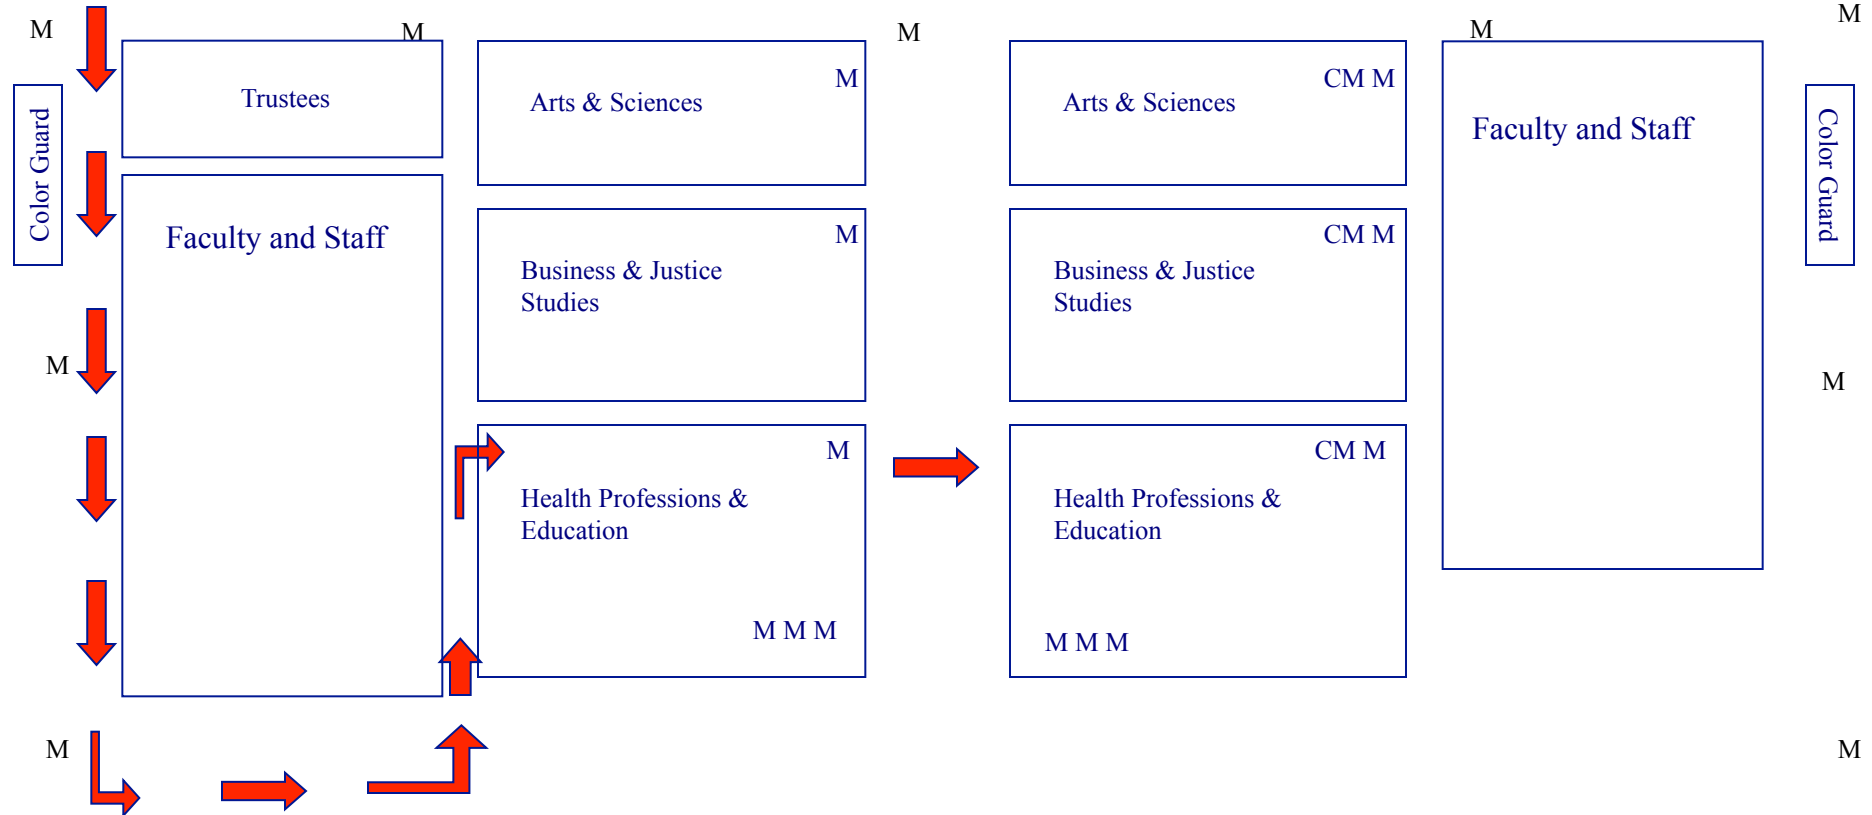 M
M
M
M
M
Trustees
Arts & Sciences
M
Arts & Sciences
CM M
Faculty and Staff
Color Guard
Color Guard
Faculty and Staff
Business & Justice
Studies
M
Business & Justice
Studies
CM M
M
M
Health Professions &
Education
M
M M M
Health Professions &
Education
CM M
M M M
M
M